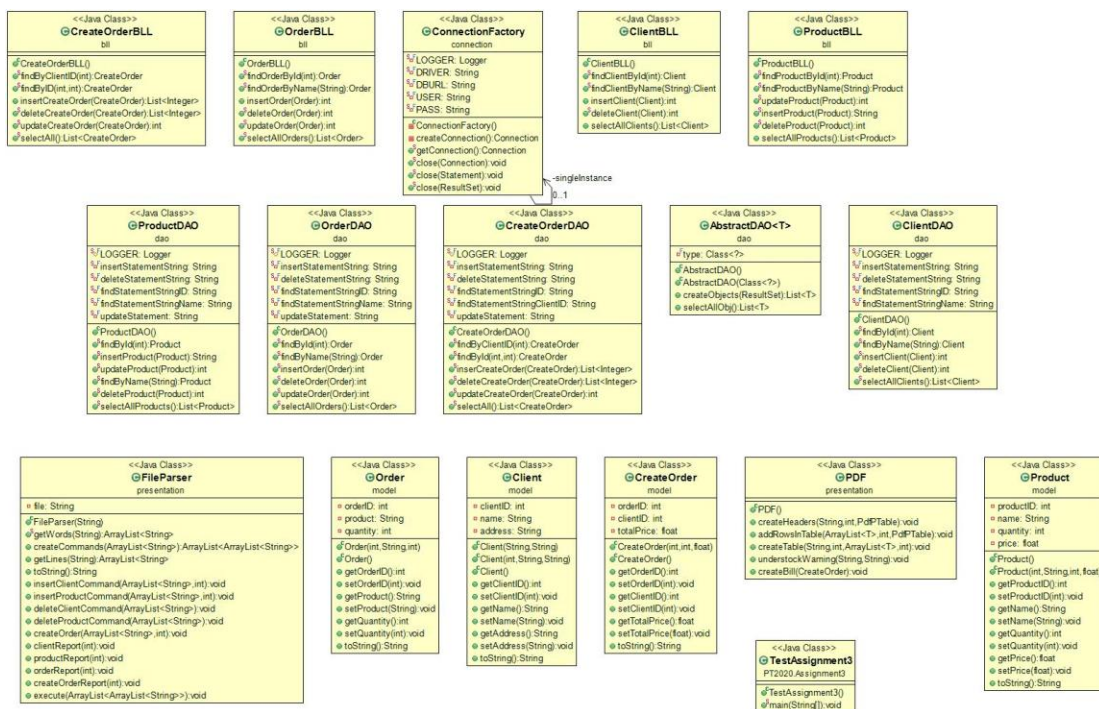 <<Java Class>>
CreateOrderBLL
bll
CreateOrderBLL()
findByClientID(int):CreateOrder
findByID(int,int):CreateOrder
insertCreateOrder(CreateOrder):List<Integer>
deleteCreateOrder(CreateOrder):List<Integer>
updateCreateOrder(CreateOrder):int
selectAll():List<CreateOrder>
<<Java Class>>
OrderBLL
bll
OrderBLL()
findOrderById(int):Order
findOrderByName(String):Order
insertOrder(Order):int
deleteOrder(Order):int
updateOrder(Order):int
selectAllOrders():List<Order>
<<Java Class>>
ConnectionFactory
connection
LOGGER: Logger
DRIVER: String
DBURL: String
USER: String
PASS: String
ConnectionFactory()
createConnection():Connection
getConnection():Connection
close(Connection):void
close(Statement):void
close(ResultSet):void
-singleInstance
0..1
<<Java Class>>
ClientBLL
bll
ClientBLL()
findClientById(int):Client
findClientByName(String):Client
insertClient(Client):int
deleteClient(Client):int
selectAllClients():List<Client>
<<Java Class>>
ProductBLL
bll
ProductBLL()
findProductById(int):Product
findProductByName(String):Product
updateProduct(Product):int
insertProduct(Product):String
deleteProduct(Product):int
selectAllProducts():List<Product>
<<Java Class>>
ProductDAO
dao
LOGGER: Logger
insertStatementString: String
deleteStatementString: String
findStatementStringID: String
findStatementStringName: String
updateStatement: String
ProductDAO()
findById(int):Product
insertProduct(Product):String
updateProduct(Product):int
findByName(String):Product
deleteProduct(Product):int
selectAllProducts():List<Product>
<<Java Class>>
OrderDAO
dao
LOGGER: Logger
insertStatementString: String
deleteStatementString: String
findStatementStringID: String
findStatementStringName: String
updateStatement: String
OrderDAO()
findById(int):Order
findByName(String):Order
insertOrder(Order):int
deleteOrder(Order):int
updateOrder(Order):int
selectAllOrders():List<Order>
<<Java Class>>
CreateOrderDAO
dao
LOGGER: Logger
insertStatementString: String
deleteStatementString: String
findStatementStringID: String
findStatementStringClientID: String
updateStatement: String
CreateOrderDAO()
findByClientID(int):CreateOrder
findById(int,int):CreateOrder
inserCreateOrder(CreateOrder):List<Integer>
deleteCreateOrder(CreateOrder):List<Integer>
updateCreateOrder(CreateOrder):int
selectAll():List<CreateOrder>
<<Java Class>>
AbstractDAO<T>
dao
type: Class<?>
AbstractDAO()
AbstractDAO(Class<?>)
createObjects(ResultSet):List<T>
selectAllObj():List<T>
<<Java Class>>
ClientDAO
dao
LOGGER: Logger
insertStatementString: String
deleteStatementString: String
findStatementStringID: String
findStatementStringName: String
ClientDAO()
findById(int):Client
findByName(String):Client
insertClient(Client):int
deleteClient(Client):int
selectAllClients():List<Client>
<<Java Class>>
FileParser
presentation
file: String
FileParser(String)
getWords(String):ArrayList<String>
createCommands(ArrayList<String>):ArrayList<ArrayList<String>>
getLines(String):ArrayList<String>
toString():String
insertClientCommand(ArrayList<String>,int):void
insertProductCommand(ArrayList<String>,int):void
deleteClientCommand(ArrayList<String>):void
deleteProductCommand(ArrayList<String>):void
createOrder(ArrayList<String>,int):void
clientReport(int):void
productReport(int):void
orderReport(int):void
createOrderReport(int):void
execute(ArrayList<ArrayList<String>>):void
<<Java Class>>
Order
model
orderID: int
product: String
quantity: int
Order(int,String,int)
Order()
getOrderID():int
setOrderID(int):void
getProduct():String
setProduct(String):void
getQuantity():int
setQuantity(int):void
toString():String
<<Java Class>>
Client
model
clientID: int
name: String
address: String
Client(String,String)
Client(int,String,String)
Client()
getClientID():int
setClientID(int):void
getName():String
setName(String):void
getAddress():String
setAddress(String):void
toString():String
<<Java Class>>
CreateOrder
model
orderID: int
clientID: int
totalPrice: float
CreateOrder(int,int,float)
CreateOrder()
getOrderID():int
setOrderID(int):void
getClientID():int
setClientID(int):void
getTotalPrice():float
setTotalPrice(float):void
toString():String
<<Java Class>>
PDF
presentation
PDF()
createHeaders(String,int,PdfPTable):void
addRowsInTable(ArrayList<T>,int,PdfPTable):void
createTable(String,int,ArrayList<T>,int):void
understockWarning(String,String):void
createBill(CreateOrder):void
<<Java Class>>
Product
model
productID: int
name: String
quantity: int
price: float
Product()
Product(int,String,int,float)
getProductID():int
setProductID(int):void
getName():String
setName(String):void
getQuantity():int
setQuantity(int):void
getPrice():float
setPrice(float):void
toString():String
<<Java Class>>
TestAssignment3
PT2020.Assignment3
TestAssignment3()
main(String[]):void